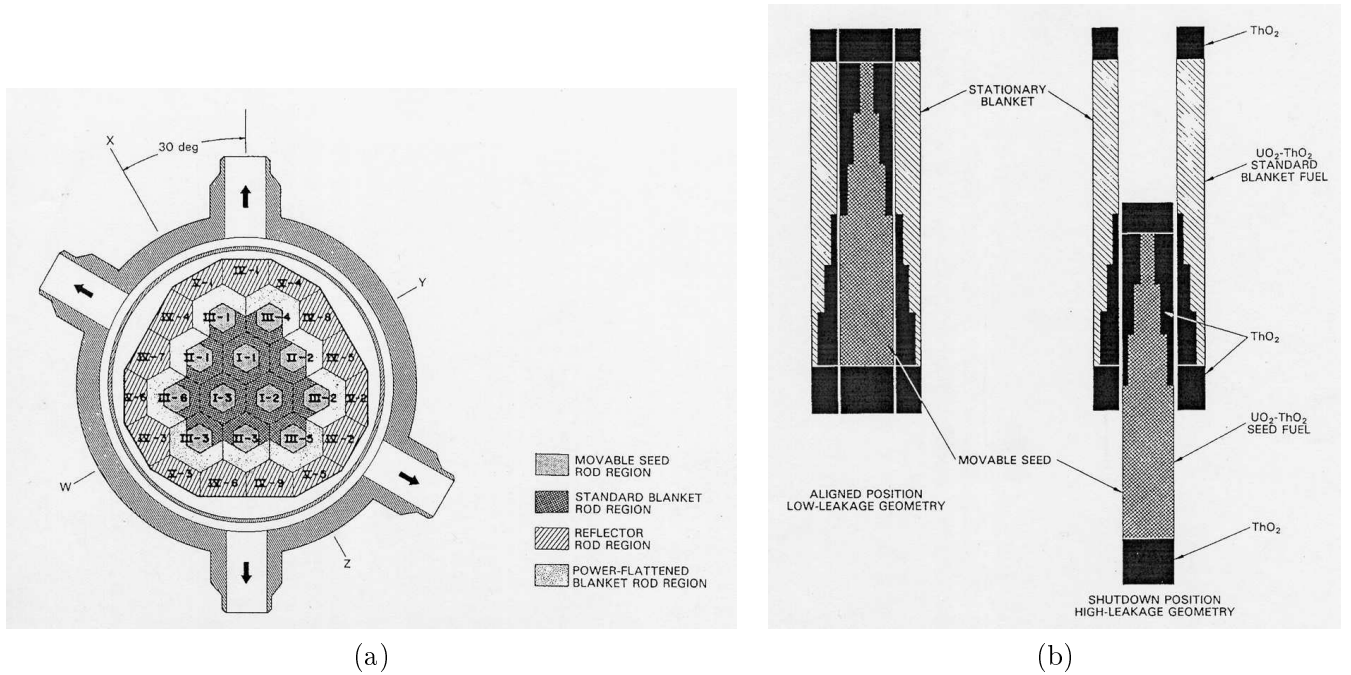 X
30 deg
Y
W
Z
IV-1
V-1
V-4
IV-4
III-1
III-4
IV-8
IV-7
II-1
I-1
II-2
IV-5
V-6
III-6
I-3
I-2
III-2
V-2
IV-3
III-3
II-3
III-5
IV-2
V-3
IV-6
IV-9
V-5
MOVABLE SEED
ROD REGION
STANDARD BLANKET
ROD REGION
REFLECTOR
ROD REGION
POWER-FLATTENED
BLANKET ROD REGION
(a)
ThO₂
STATIONARY
BLANKET
UO₂-ThO₂
STANDARD
BLANKET FUEL
ThO₂
UO₂-ThO₂
SEED FUEL
MOVABLE SEED
ALIGNED POSITION
LOW-LEAKAGE GEOMETRY
ThO₂
SHUTDOWN POSITION
HIGH-LEAKAGE GEOMETRY
(b)